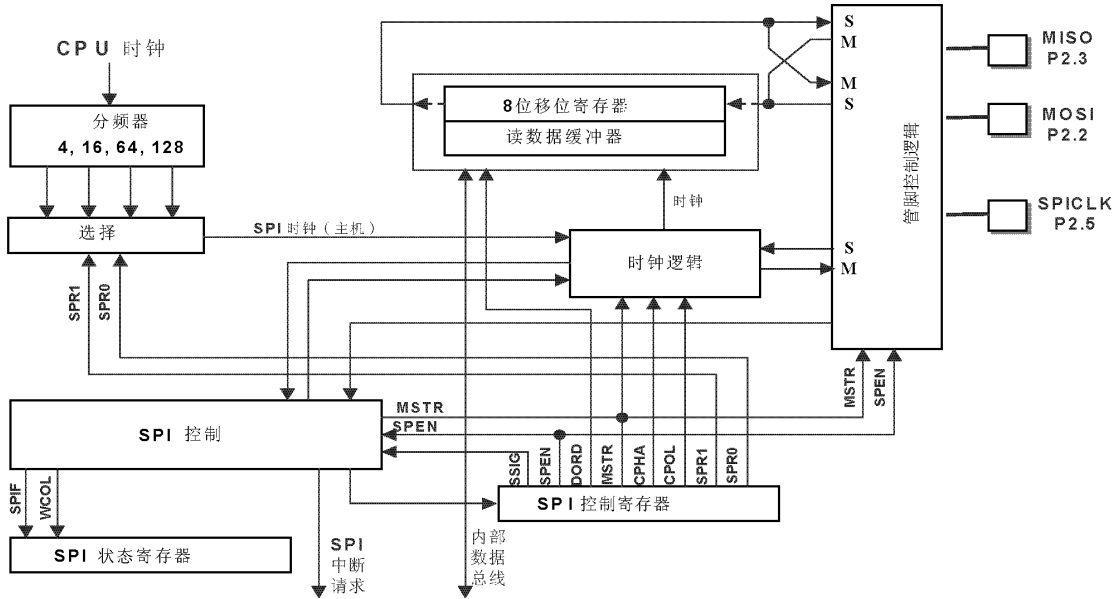 CPU 时钟
分频器
4, 16, 64, 128
选择
SPI 时钟（主机）
SPR1
SPR0
8位移位寄存器
读数据缓冲器
时钟
时钟逻辑
S
M
M
S
S
M
管脚控制逻辑
MISO
P2.3
MOSI
P2.2
SPICLK
P2.5
MSTR
SPEN
SPI 控制
MSTR
SPEN
SSIG
SPEN
DORD
MSTR
CPHA
CPOL
SPR1
SPR0
SPI 控制寄存器
SPIF
WCOL
SPI 状态寄存器
SPI
中断
请求
内部
数据
总线